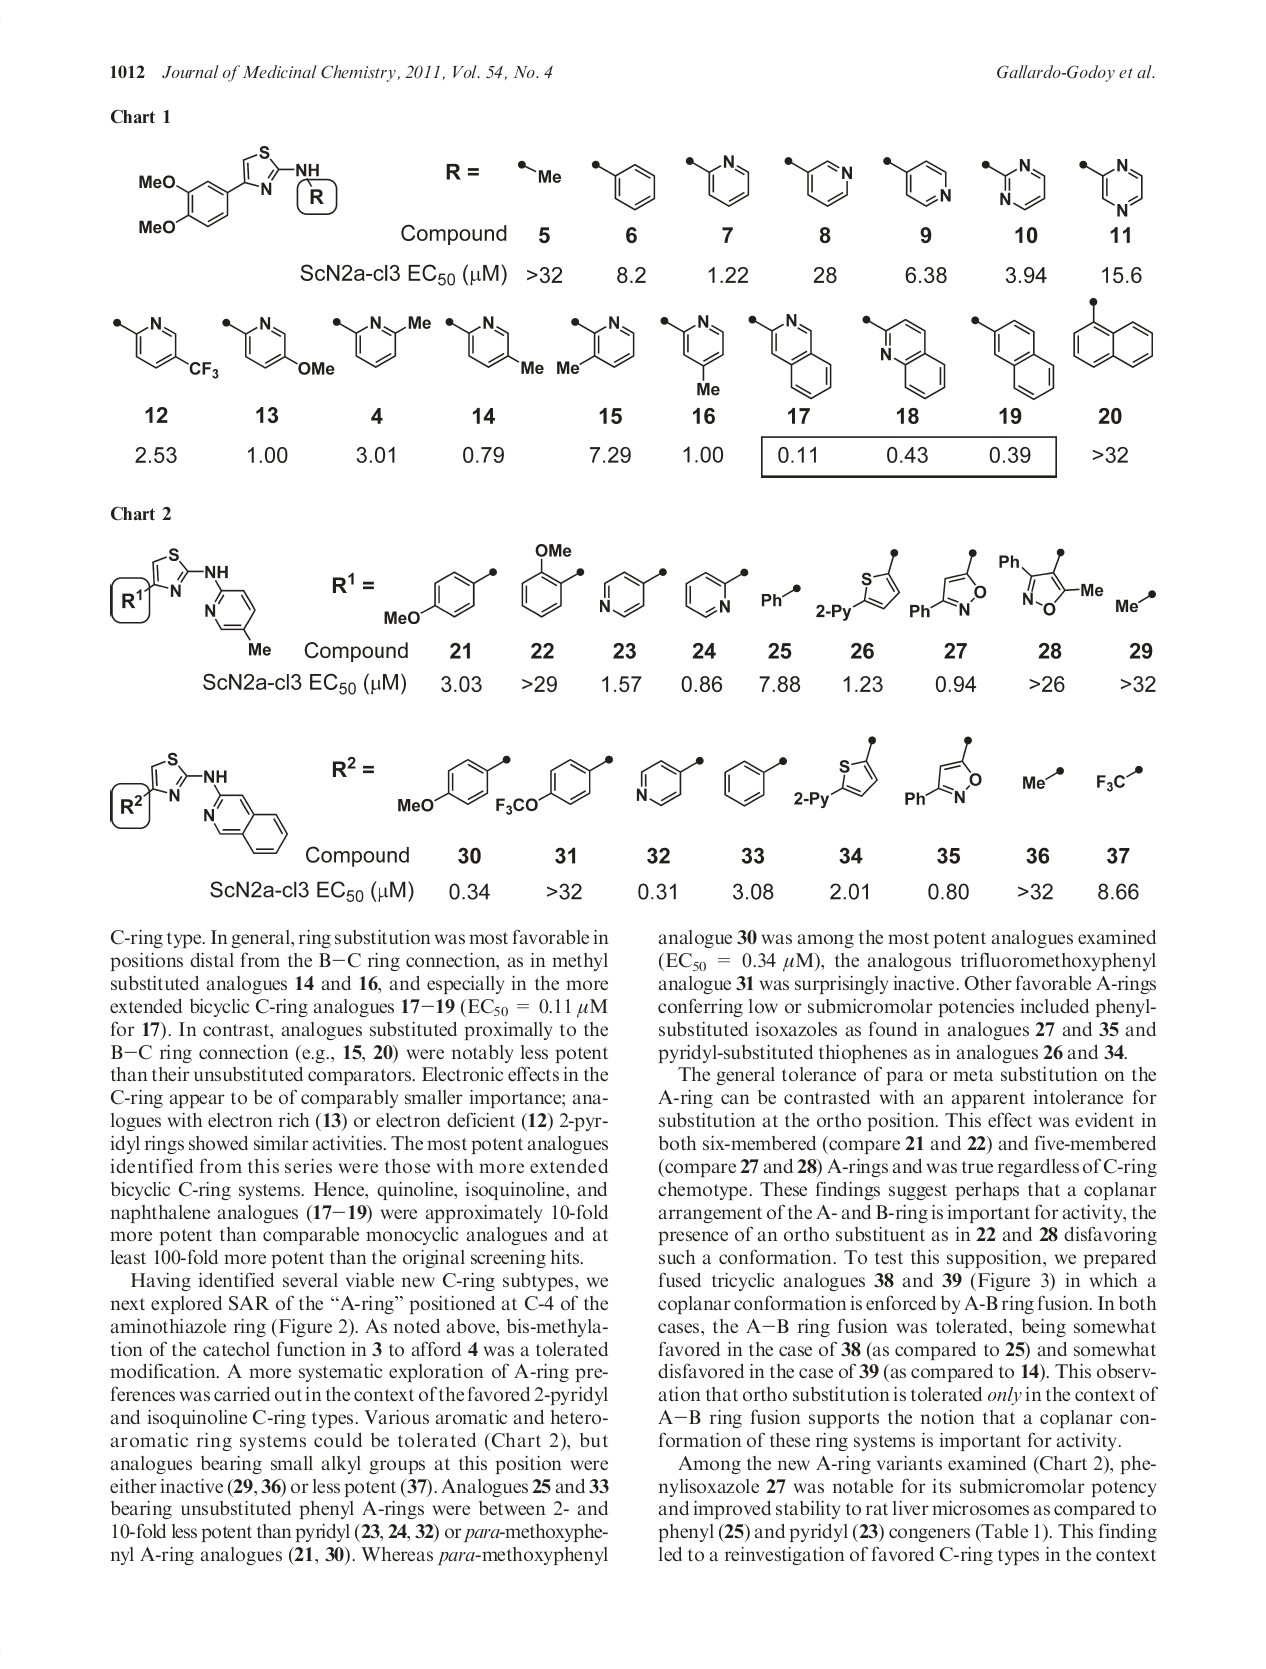 1012 Journal of Medicinal Chemistry, 2011, Vol. 54, No. 4
Gallardo-Godoy et al.
Chart 1
MeO
MeO
S
N
NH
R
R =
Me
N
N
N
N
N
N
N
Compound 5 6 7 8 9 10 11
ScN2a-cl3 EC50 (μM) >32 8.2 1.22 28 6.38 3.94 15.6
N
CF3
N
OMe
N
Me
N
Me
N
Me
N
Me
N
N
12 13 4 14 15 16 17 18 19 20
2.53 1.00 3.01 0.79 7.29 1.00 0.11 0.43 0.39 >32
Chart 2
R1
S
N
NH
N
Me
R1 =
MeO
OMe
N
N
Ph
S
2-Py
Ph
O
N
Ph
N
O
Me
Me
Compound 21 22 23 24 25 26 27 28 29
ScN2a-cl3 EC50 (μM) 3.03 >29 1.57 0.86 7.88 1.23 0.94 >26 >32
R2
S
N
NH
N
R2 =
MeO
F3CO
N
S
2-Py
Ph
O
N
Me
F3C
Compound 30 31 32 33 34 35 36 37
ScN2a-cl3 EC50 (μM) 0.34 >32 0.31 3.08 2.01 0.80 >32 8.66
C-ring type. In general, ring substitution was most favorable in
positions distal from the B−C ring connection, as in methyl
substituted analogues 14 and 16, and especially in the more
extended bicyclic C-ring analogues 17−19 (EC50 = 0.11 μM
for 17). In contrast, analogues substituted proximally to the
B−C ring connection (e.g., 15, 20) were notably less potent
than their unsubstituted comparators. Electronic effects in the
C-ring appear to be of comparably smaller importance; ana-
logues with electron rich (13) or electron deficient (12) 2-pyr-
idyl rings showed similar activities. The most potent analogues
identified from this series were those with more extended
bicyclic C-ring systems. Hence, quinoline, isoquinoline, and
naphthalene analogues (17−19) were approximately 10-fold
more potent than comparable monocyclic analogues and at
least 100-fold more potent than the original screening hits.
Having identified several viable new C-ring subtypes, we
next explored SAR of the “A-ring” positioned at C-4 of the
aminothiazole ring (Figure 2). As noted above, bis-methyla-
tion of the catechol function in 3 to afford 4 was a tolerated
modification. A more systematic exploration of A-ring pre-
ferences was carried out in the context of the favored 2-pyridyl
and isoquinoline C-ring types. Various aromatic and hetero-
aromatic ring systems could be tolerated (Chart 2), but
analogues bearing small alkyl groups at this position were
either inactive (29, 36) or less potent (37). Analogues 25 and 33
bearing unsubstituted phenyl A-rings were between 2- and
10-fold less potent than pyridyl (23, 24, 32) or para-methoxyphe-
nyl A-ring analogues (21, 30). Whereas para-methoxyphenyl
analogue 30 was among the most potent analogues examined
(EC50 = 0.34 μM), the analogous trifluoromethoxyphenyl
analogue 31 was surprisingly inactive. Other favorable A-rings
conferring low or submicromolar potencies included phenyl-
substituted isoxazoles as found in analogues 27 and 35 and
pyridyl-substituted thiophenes as in analogues 26 and 34.
The general tolerance of para or meta substitution on the
A-ring can be contrasted with an apparent intolerance for
substitution at the ortho position. This effect was evident in
both six-membered (compare 21 and 22) and five-membered
(compare 27 and 28) A-rings and was true regardless of C-ring
chemotype. These findings suggest perhaps that a coplanar
arrangement of the A- and B-ring is important for activity, the
presence of an ortho substituent as in 22 and 28 disfavoring
such a conformation. To test this supposition, we prepared
fused tricyclic analogues 38 and 39 (Figure 3) in which a
coplanar conformation is enforced by A-B ring fusion. In both
cases, the A−B ring fusion was tolerated, being somewhat
favored in the case of 38 (as compared to 25) and somewhat
disfavored in the case of 39 (as compared to 14). This observ-
ation that ortho substitution is tolerated only in the context of
A−B ring fusion supports the notion that a coplanar con-
formation of these ring systems is important for activity.
Among the new A-ring variants examined (Chart 2), phe-
nylisoxazole 27 was notable for its submicromolar potency
and improved stability to rat liver microsomes as compared to
phenyl (25) and pyridyl (23) congeners (Table 1). This finding
led to a reinvestigation of favored C-ring types in the context